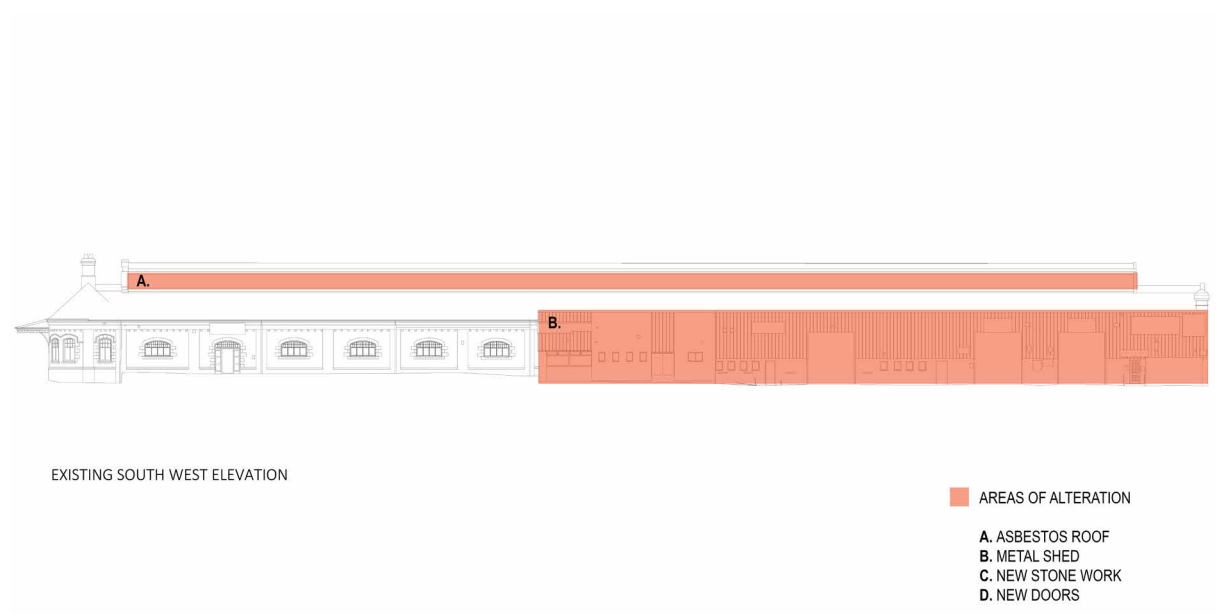 A.
B.
EXISTING SOUTH WEST ELEVATION
AREAS OF ALTERATION
A. ASBESTOS ROOF
B. METAL SHED
C. NEW STONE WORK
D. NEW DOORS